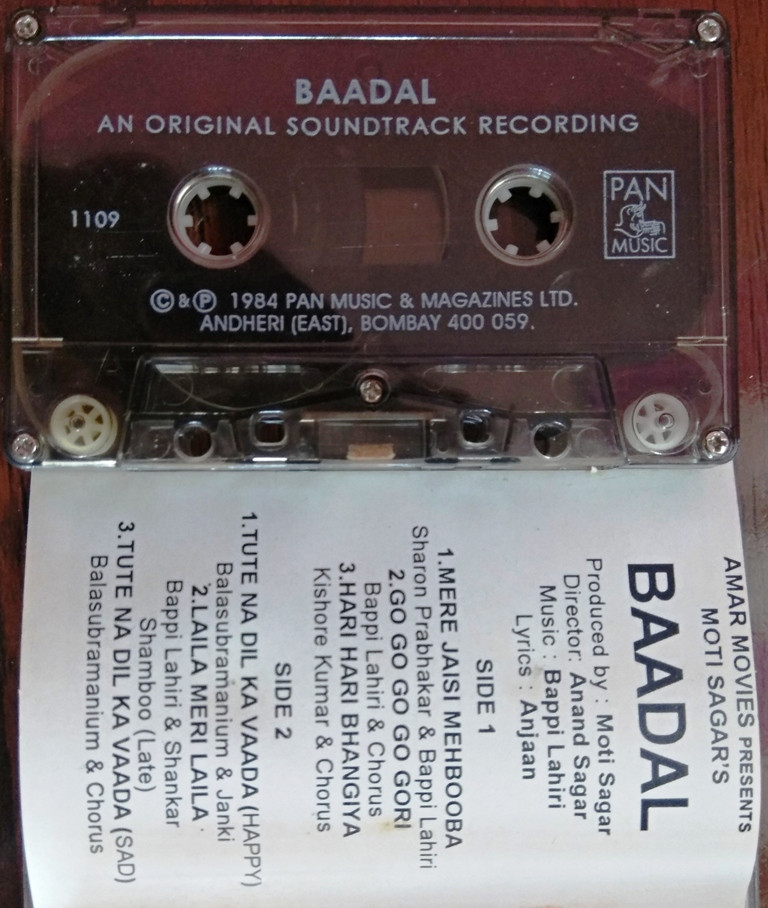 BAADAL
AN ORIGINAL SOUNDTRACK RECORDING
1109
PAN
MUSIC
© & ℗ 1984 PAN MUSIC & MAGAZINES LTD.
ANDHERI (EAST), BOMBAY 400 059.
AMAR MOVIES PRESENTS
MOTI SAGAR'S
BAADAL
Produced by : Moti Sagar
Director: Anand Sagar
Music : Bappi Lahiri
Lyrics : Anjaan
SIDE 1
1.MERE JAISI MEHBOOBA
Sharon Prabhakar & Bappi Lahiri
2.GO GO GO GO GORI
Bappi Lahiri & Chorus
3.HARI HARI BHANGIYA
Kishore Kumar & Chorus
SIDE 2
1.TUTE NA DIL KA VAADA (HAPPY)
Balasubramanium & Janki
2.LAILA MERI LAILA
Bappi Lahiri & Shankar
Shamboo (Late)
3.TUTE NA DIL KA VAADA (SAD)
Balasubramanium & Chorus